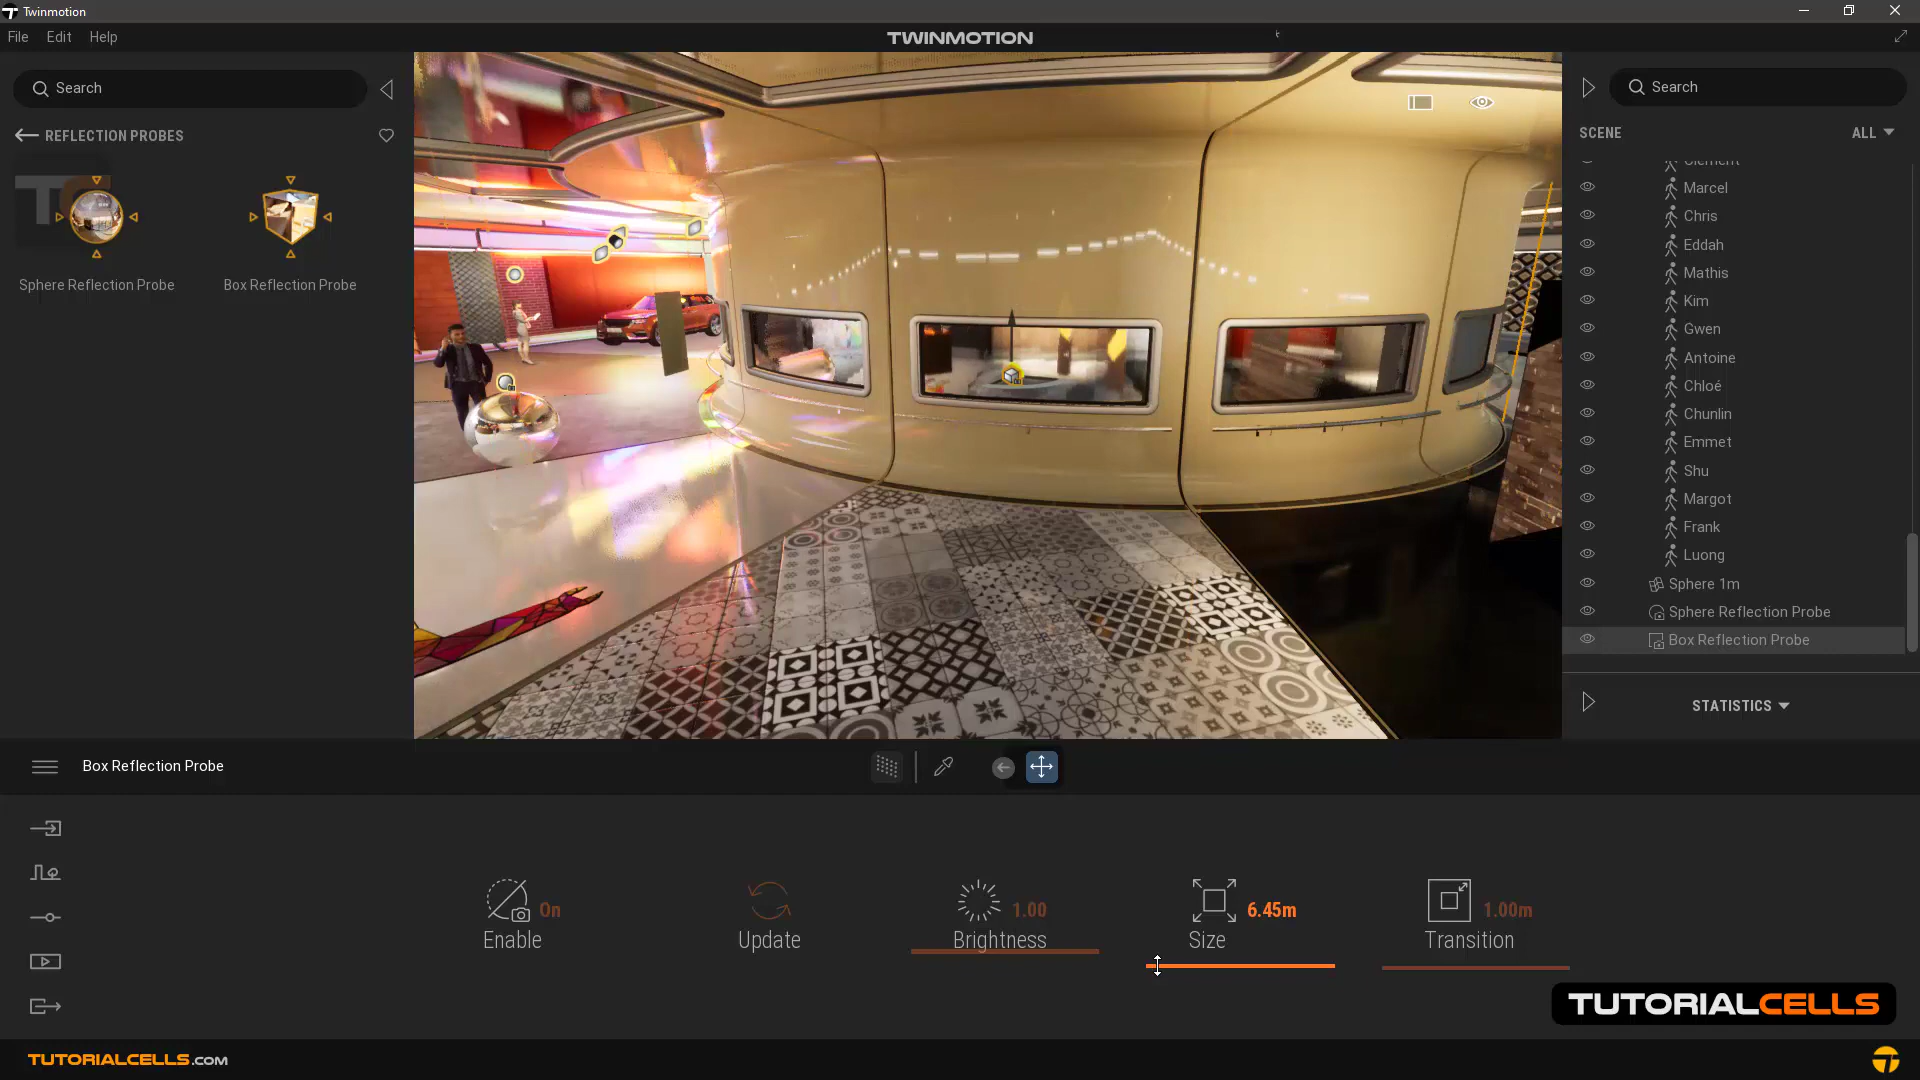 Twinmotion
File Edit Help
TWINMOTION
Search
REFLECTION PROBES
Sphere Reflection Probe
Box Reflection Probe
Search
SCENE
ALL
Clement
Marcel
Chris
Eddah
Mathis
Kim
Gwen
Antoine
Chloé
Chunlin
Emmet
Shu
Margot
Frank
Luong
Sphere 1m
Sphere Reflection Probe
Box Reflection Probe
STATISTICS
Box Reflection Probe
On
Enable
Update
1.00
Brightness
6.45m
Size
1.00m
Transition
TUTORIALCELLS
TUTORIALCELLS.COM